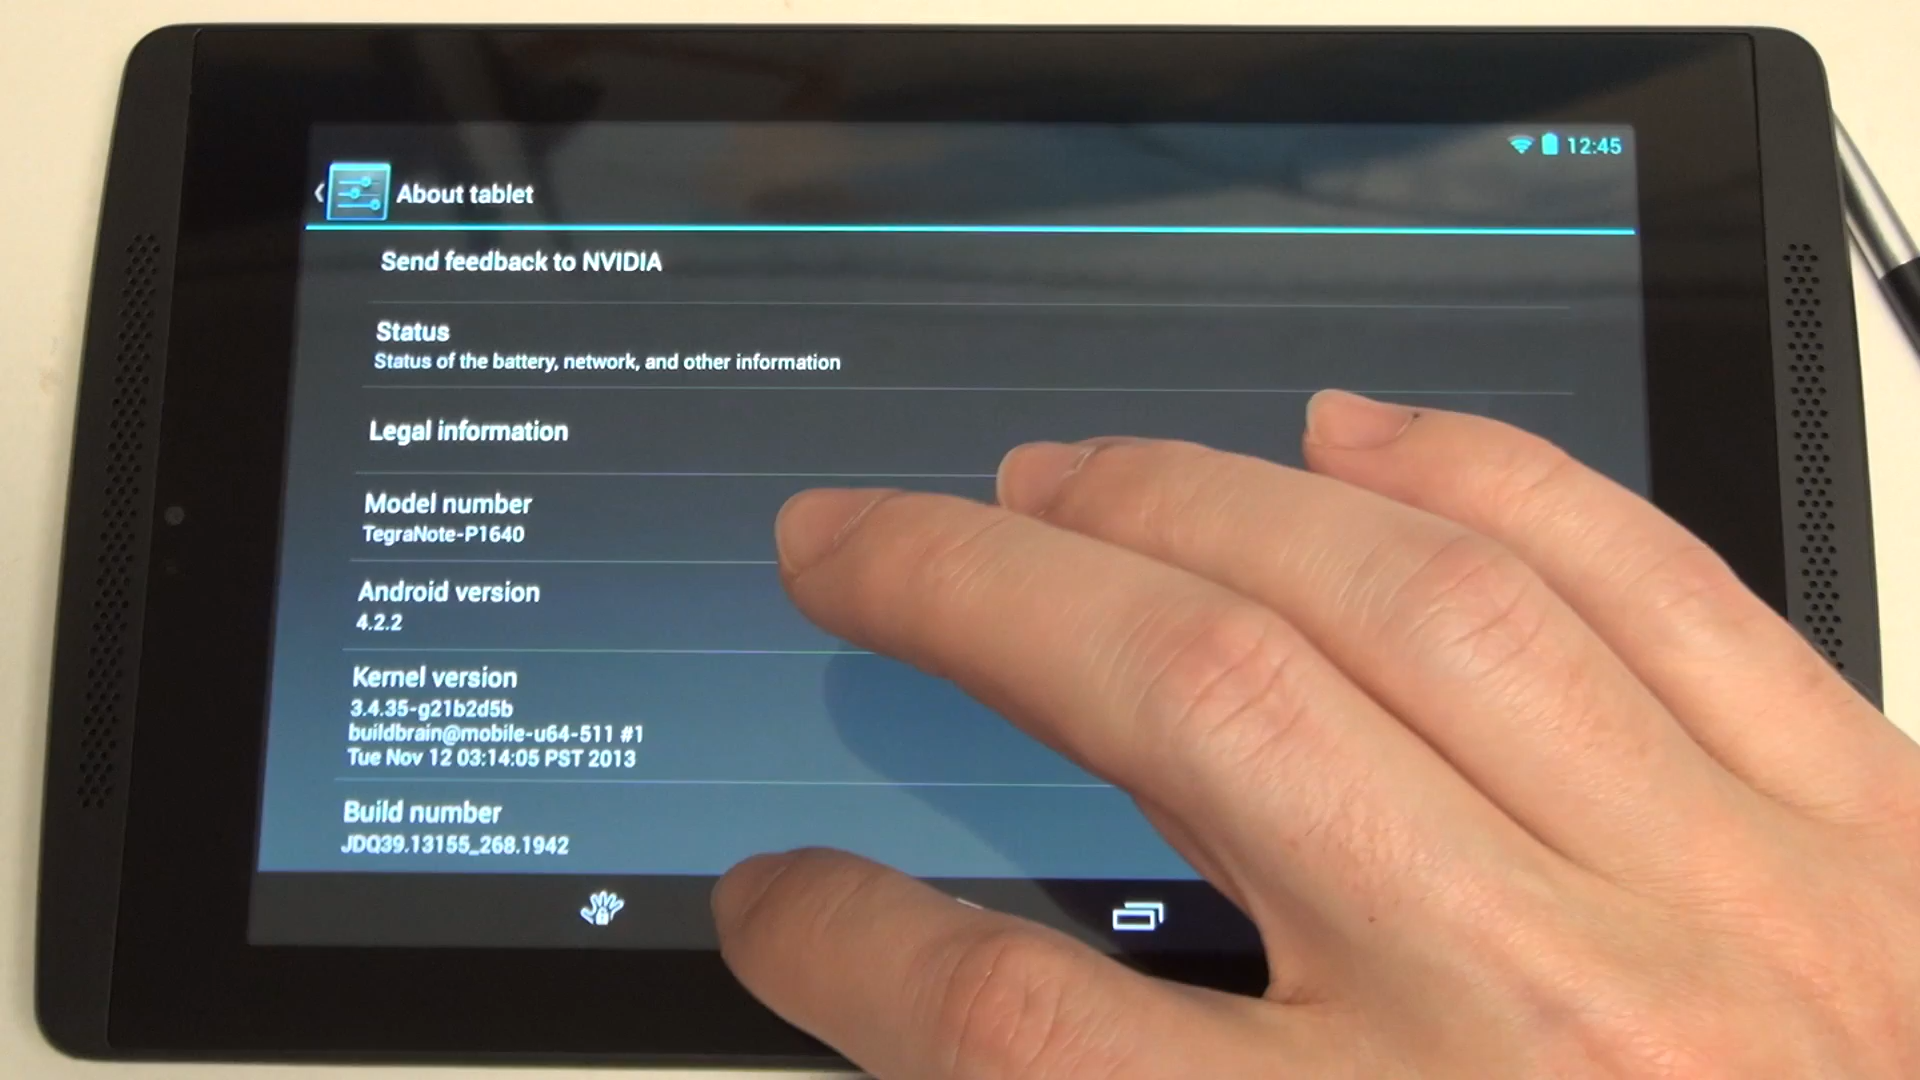 12:45
About tablet
Send feedback to NVIDIA
Status
Status of the battery, network, and other information
Legal information
Model number
TegraNote-P1640
Android version
4.2.2
Kernel version
3.4.35-g21b2d5b
buildbrain@mobile-u64-511 #1
Tue Nov 12 03:14:05 PST 2013
Build number
JDQ39.13155_268.1942